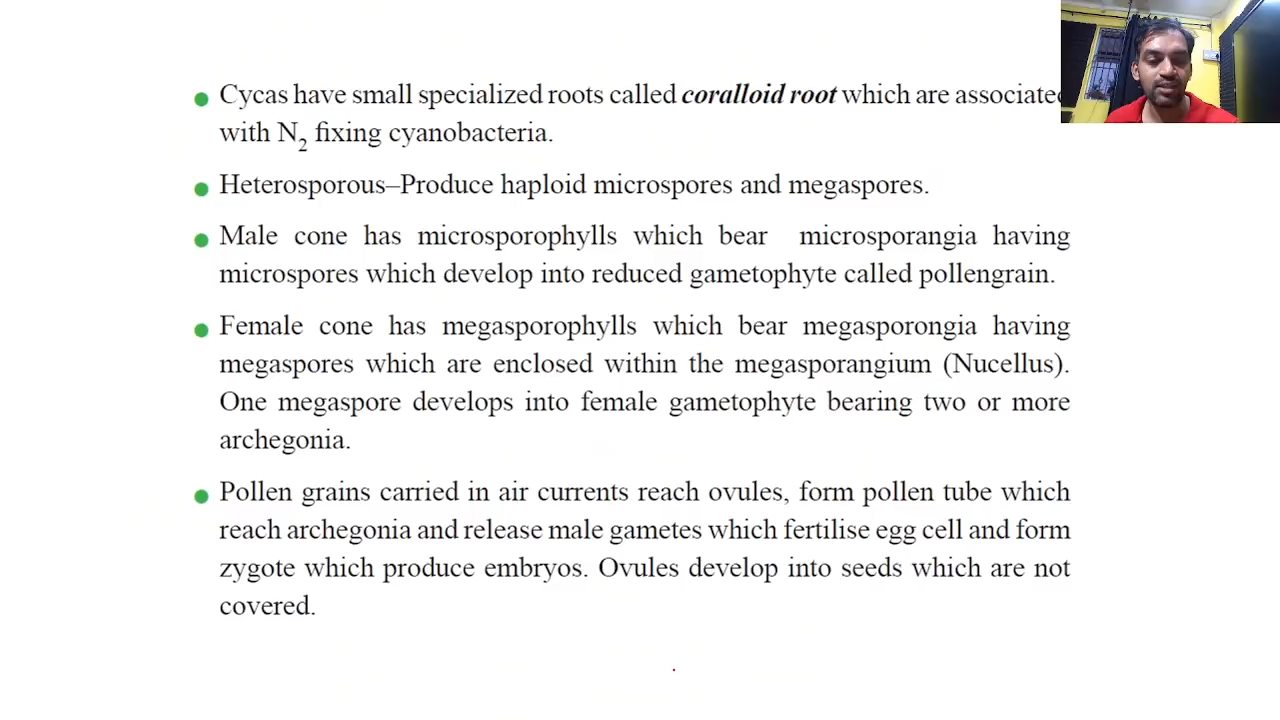 Cycas have small specialized roots called coralloid root which are associated
with N2 fixing cyanobacteria.
Heterosporous–Produce haploid microspores and megaspores.
Male cone has microsporophylls which bear microsporangia having
microspores which develop into reduced gametophyte called pollengrain.
Female cone has megasporophylls which bear megasporongia having
megaspores which are enclosed within the megasporangium (Nucellus).
One megaspore develops into female gametophyte bearing two or more
archegonia.
Pollen grains carried in air currents reach ovules, form pollen tube which
reach archegonia and release male gametes which fertilise egg cell and form
zygote which produce embryos. Ovules develop into seeds which are not
covered.